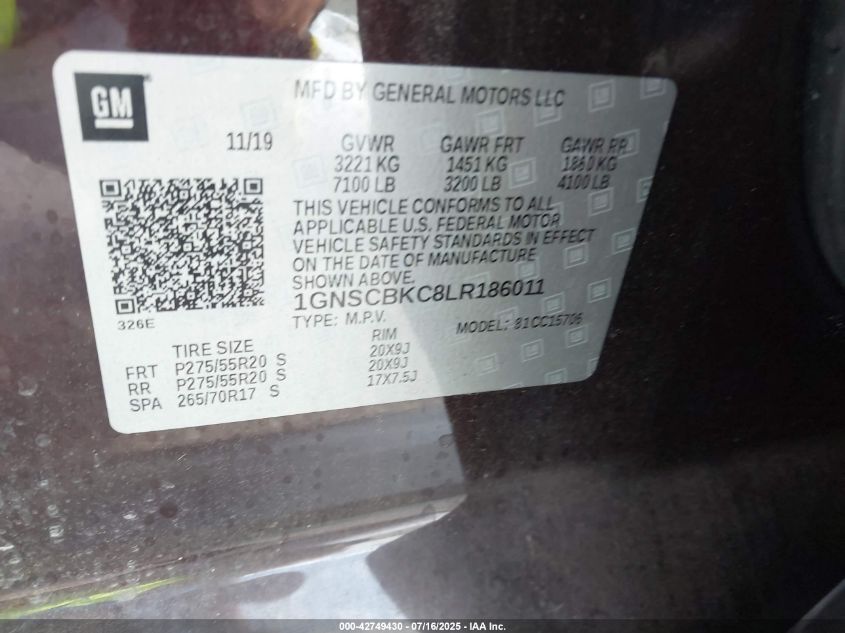 GM
MFD BY GENERAL MOTORS LLC
11/19 GVWR GAWR FRT GAWR RR
3221 KG 1451 KG 1860 KG
7100 LB 3200 LB 4100 LB
THIS VEHICLE CONFORMS TO ALL
APPLICABLE U.S. FEDERAL MOTOR
VEHICLE SAFETY STANDARDS IN EFFECT
ON THE DATE OF MANUFACTURE
SHOWN ABOVE.
1GNSCBKC8LR186011
326E
TYPE: M.P.V. MODEL: 81CC15706
TIRE SIZE RIM
FRT P275/55R20 S 20X9J
RR P275/55R20 S 20X9J
SPA 265/70R17 S 17X7.5J
000-42749430 - 07/16/2025 - IAA Inc.